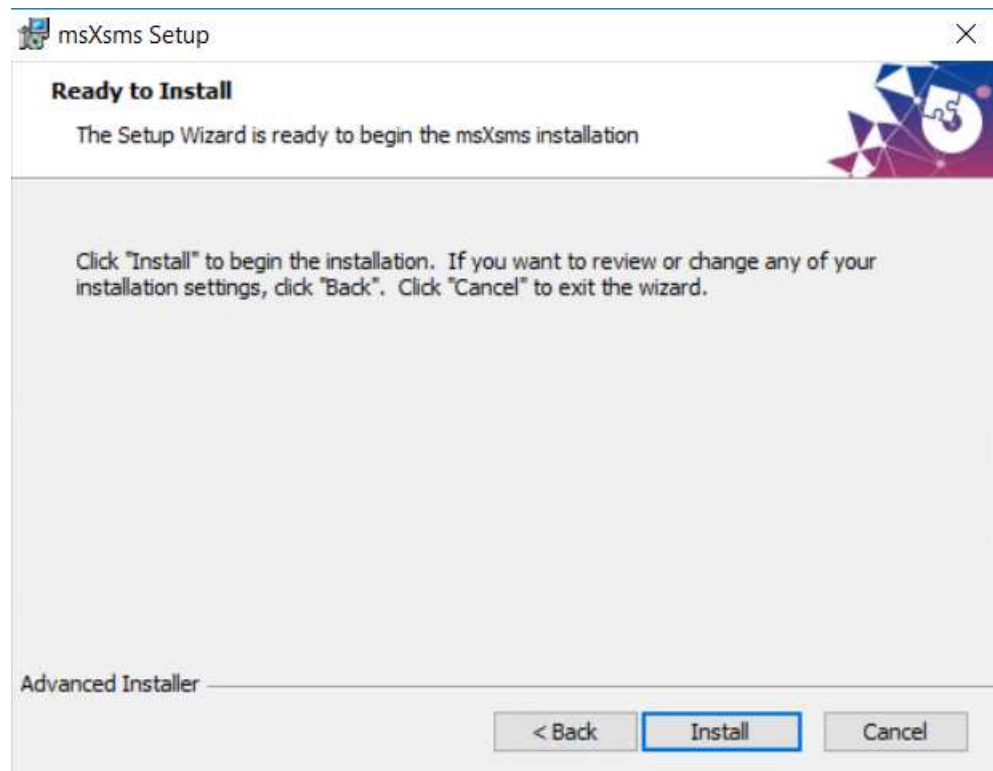 msXsms Setup
Ready to Install
The Setup Wizard is ready to begin the msXsms installation
Click "Install" to begin the installation. If you want to review or change any of your
installation settings, click "Back". Click "Cancel" to exit the wizard.
Advanced Installer
< Back Install Cancel